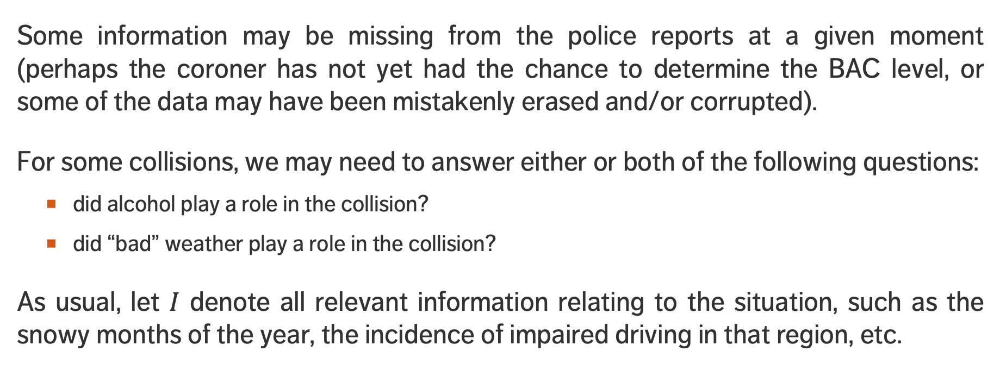 Some information may be missing from the police reports at a given moment
(perhaps the coroner has not yet had the chance to determine the BAC level, or
some of the data may have been mistakenly erased and/or corrupted).
For some collisions, we may need to answer either or both of the following questions:
▪ did alcohol play a role in the collision?
▪ did “bad” weather play a role in the collision?
As usual, let I denote all relevant information relating to the situation, such as the
snowy months of the year, the incidence of impaired driving in that region, etc.